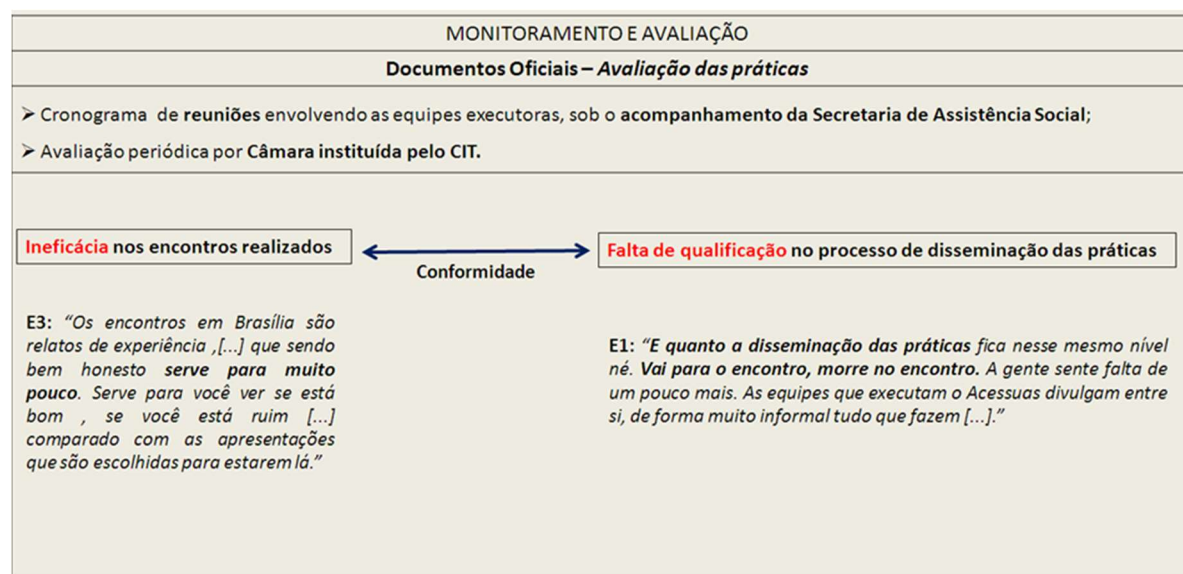 MONITORAMENTO E AVALIAÇÃO
Documentos Oficiais – Avaliação das práticas
➢ Cronograma de reuniões envolvendo as equipes executoras, sob o acompanhamento da Secretaria de Assistência Social;
➢ Avaliação periódica por Câmara instituída pelo CIT.
Ineficácia nos encontros realizados
Conformidade
Falta de qualificação no processo de disseminação das práticas
E3: “Os encontros em Brasília são
relatos de experiência ,[...] que sendo
bem honesto serve para muito
pouco. Serve para você ver se está
bom , se você está ruim [...]
comparado com as apresentações
que são escolhidas para estarem lá.”
E1: “E quanto a disseminação das práticas fica nesse mesmo nível
né. Vai para o encontro, morre no encontro. A gente sente falta de
um pouco mais. As equipes que executam o Acessuas divulgam entre
si, de forma muito informal tudo que fazem [...].”